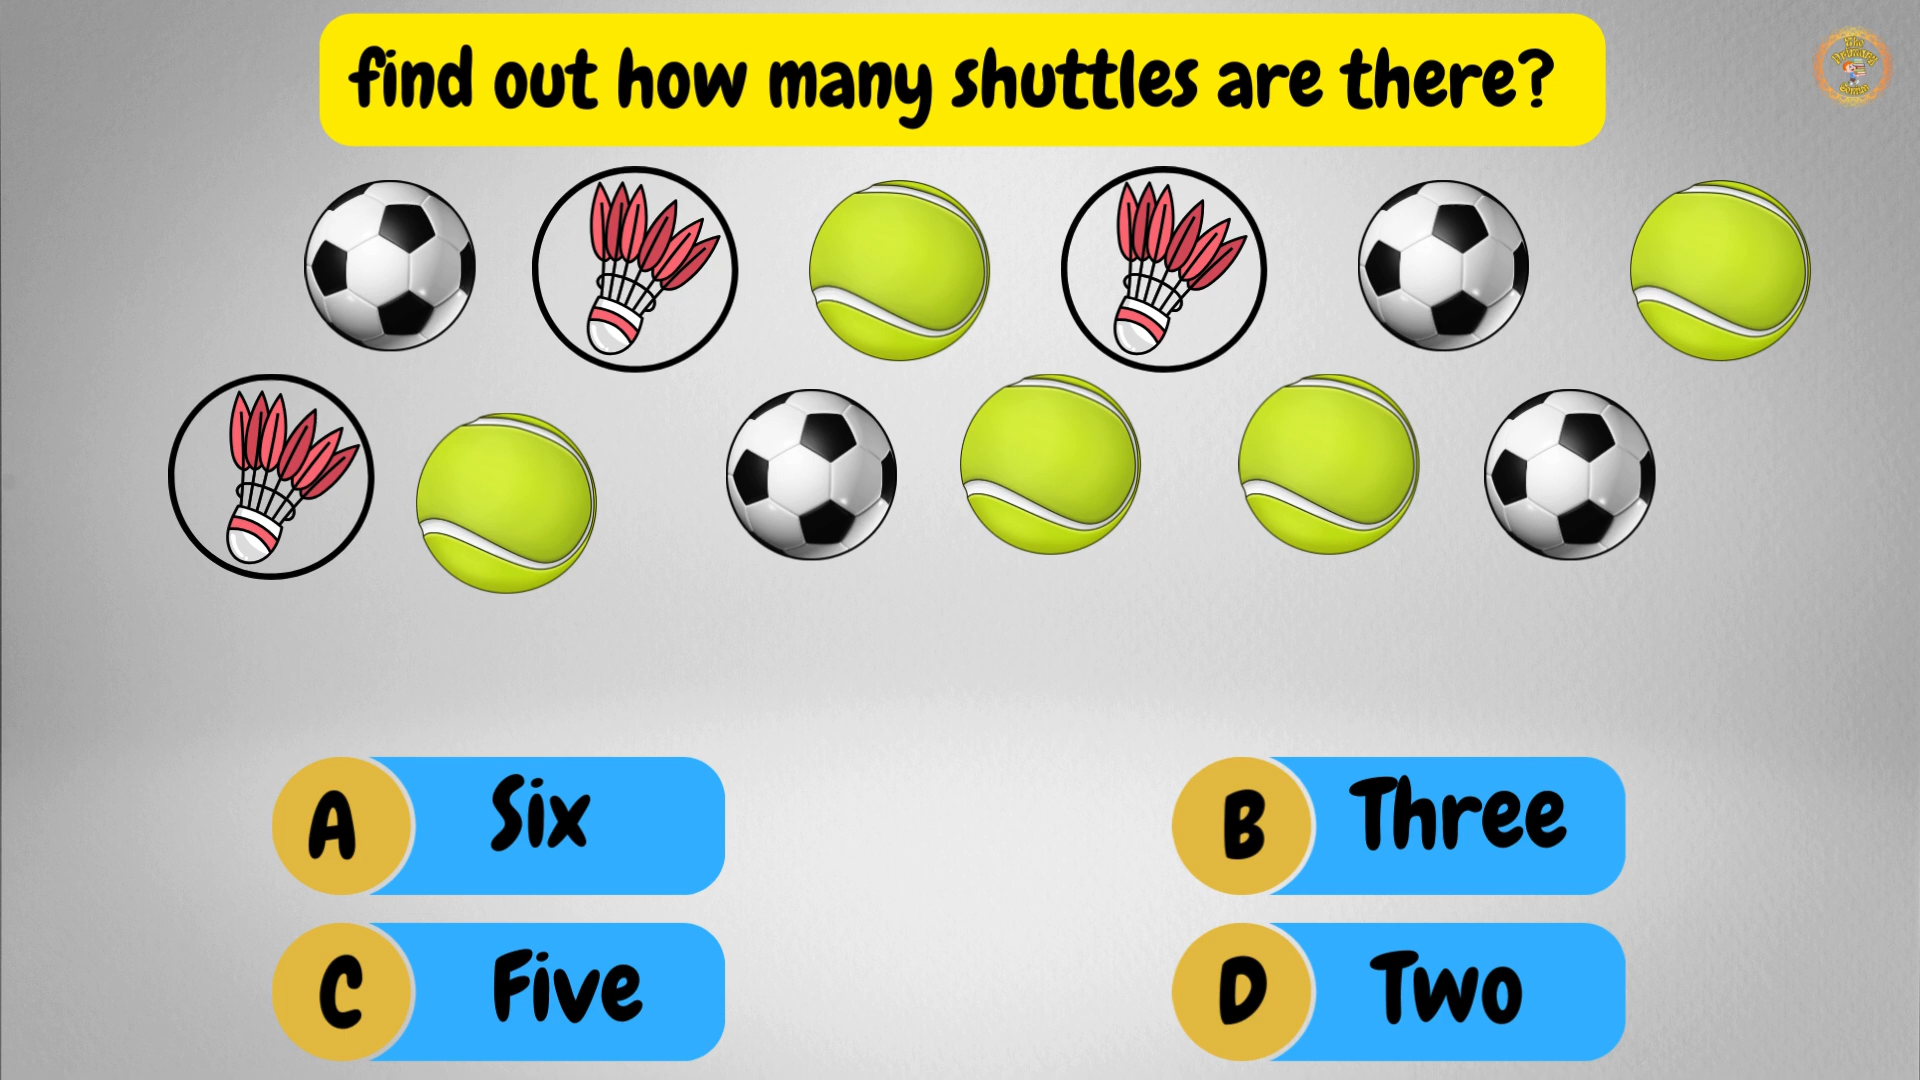 find out how many shuttles are there?
A Six
B Three
C Five
D Two